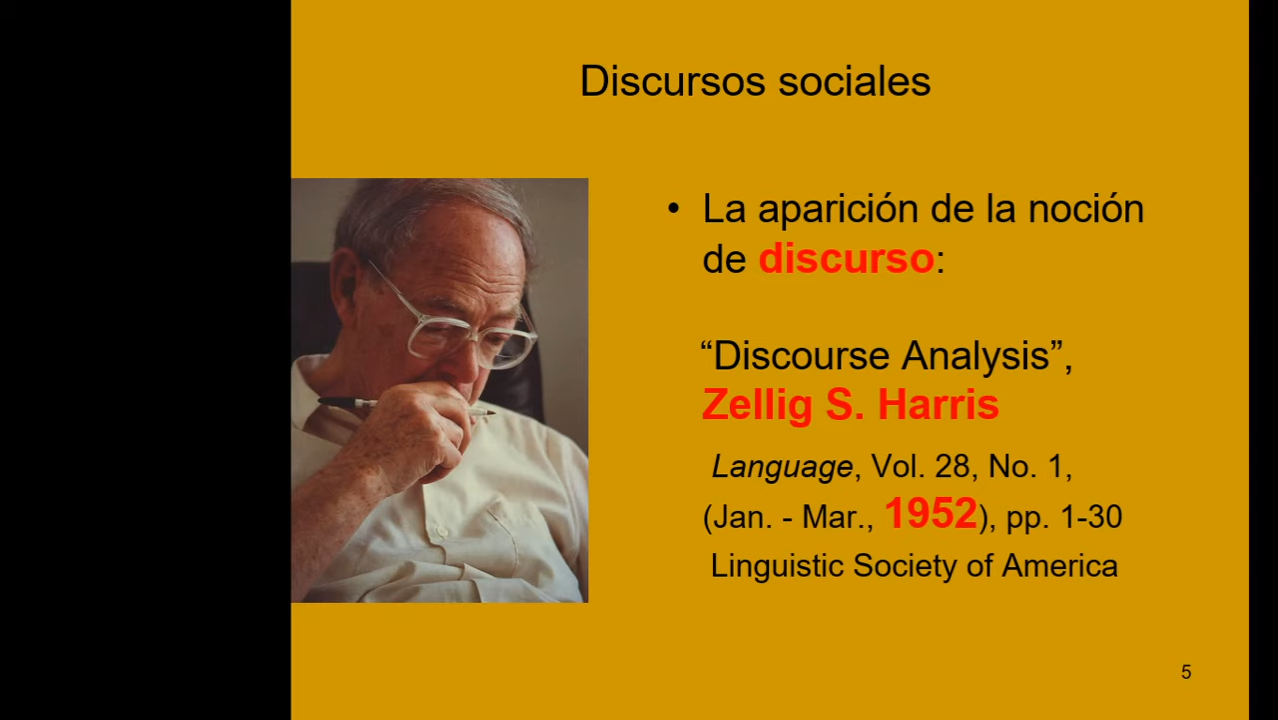 Discursos sociales
• La aparición de la noción
de discurso:
“Discourse Analysis”,
Zellig S. Harris
Language, Vol. 28, No. 1,
(Jan. - Mar., 1952), pp. 1-30
Linguistic Society of America
5